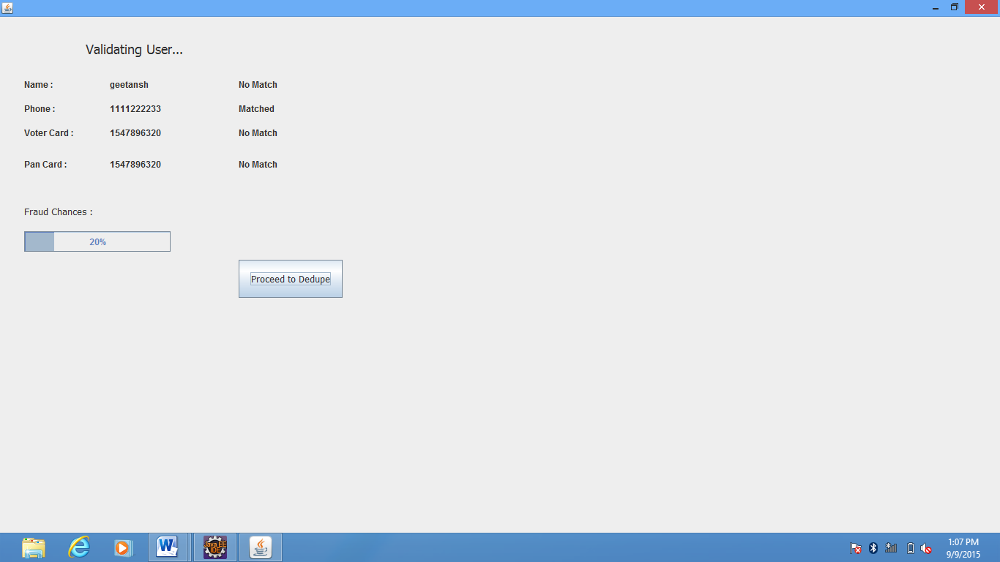 Validating User...
Name : geetansh No Match
Phone : 1111222233 Matched
Voter Card : 1547896320 No Match
Pan Card : 1547896320 No Match
Fraud Chances :
20%
Proceed to Dedupe
Java EE
IDE
1:07 PM
9/9/2015